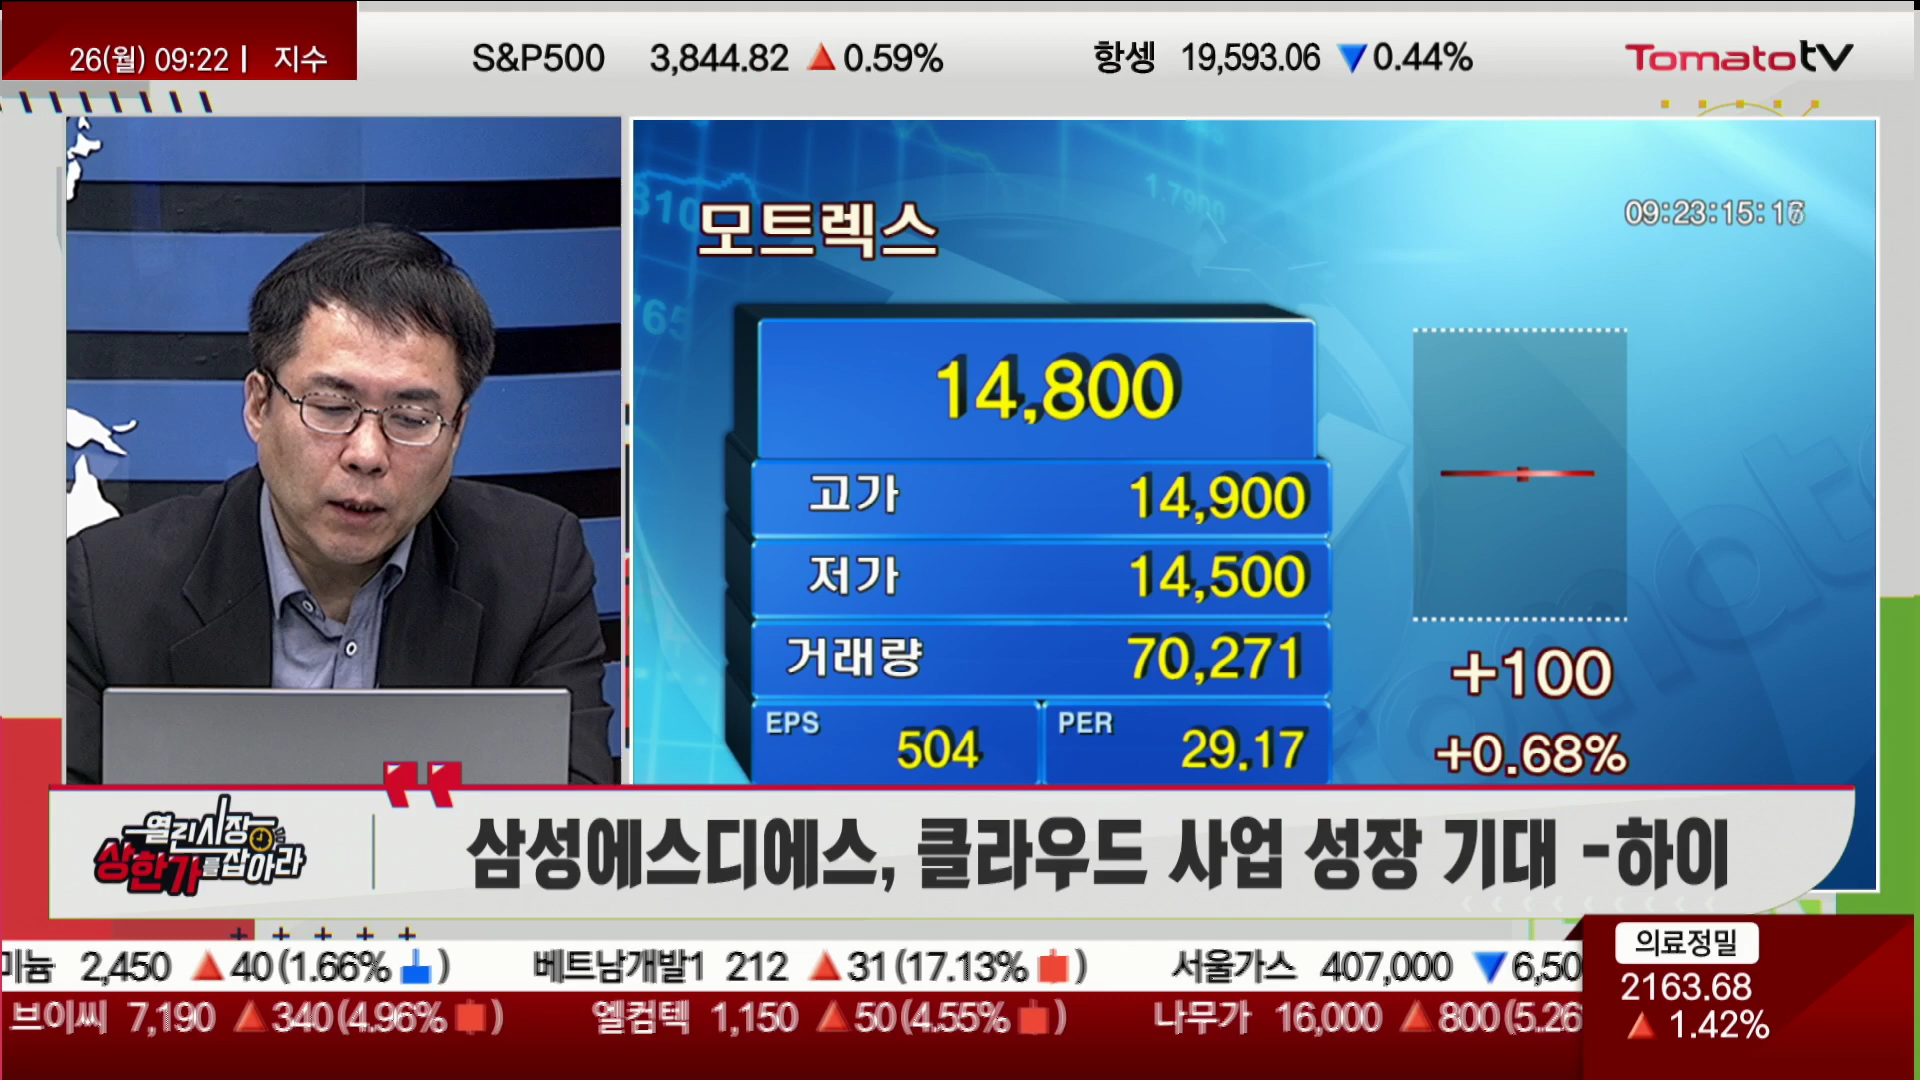 26(월) 09:22 | 지수
S&P500 3,844.82 ▲ 0.59%
항셍 19,593.06 ▼ 0.44%
Tomatotv
모트렉스
09:23:15:16
14,800
고가 14,900
저가 14,500
거래량 70,271
EPS 504
PER 29.17
+100
+0.68%
열린시장
상한가를잡아라
삼성에스디에스, 클라우드 사업 성장 기대 -하이
미늄 2,450 ▲40(1.66%) 베트남개발1 212 ▲31(17.13%) 서울가스 407,000 ▼6,50
브이씨 7,190 ▲340(4.96%) 엘컴텍 1,150 ▲50(4.55%) 나무가 16,000 ▲800(5.26
의료정밀
2163.68
▲ 1.42%